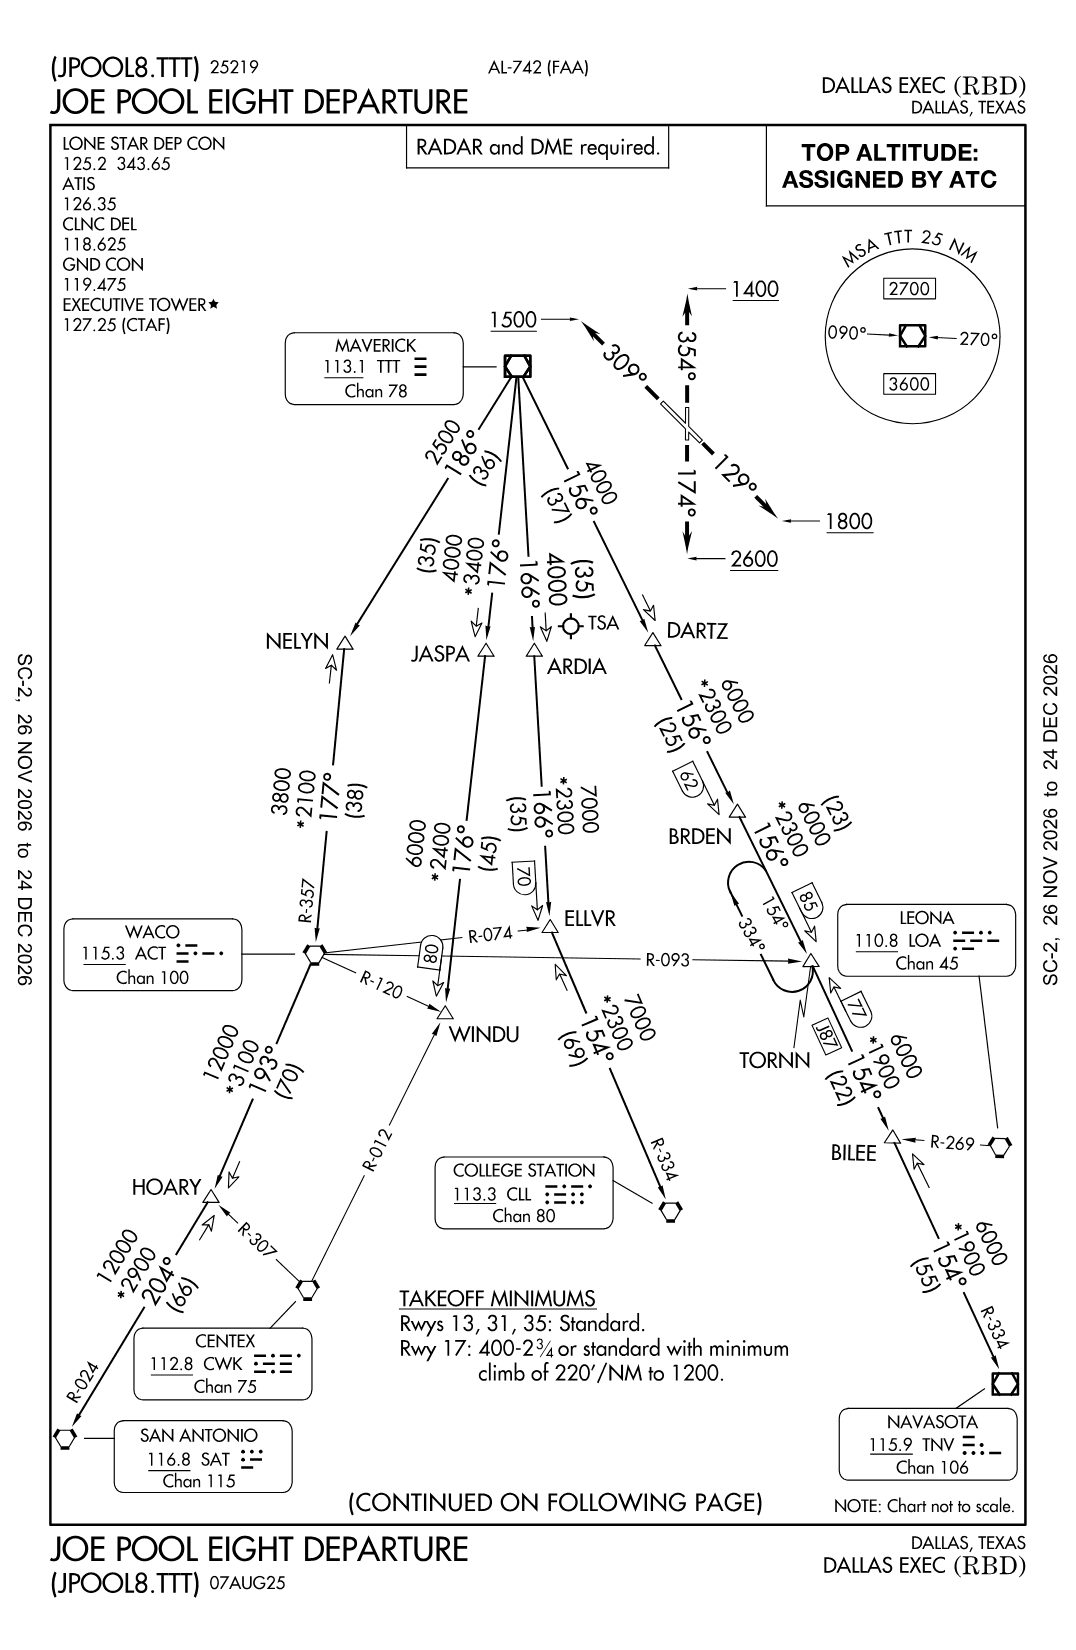 (JPOOL8.TTT) 25219
AL-742 (FAA)
JOE POOL EIGHT DEPARTURE
DALLAS EXEC (RBD)
DALLAS, TEXAS
LONE STAR DEP CON
125.2 343.65
ATIS
126.35
CLNC DEL
118.625
GND CON
119.475
EXECUTIVE TOWER★
127.25 (CTAF)
RADAR and DME required.
TOP ALTITUDE:
ASSIGNED BY ATC
MSA TTT 25 NM
2700
090°
270°
3600
1400
1500
354°
309°
129°
174°
1800
2600
MAVERICK
113.1 TTT
Chan 78
2500
186°
(36)
(35)
4000
*3400
176°
166°
4000
(35)
4000
156°
(37)
TSA
NELYN
JASPA
ARDIA
DARTZ
6000
*2300
156°
(25)
62
BRDEN
3800
*2100
177°
(38)
6000
*2400
176°
(45)
7000
*2300
166°
(35)
70
(23)
6000
*2300
156°
154°
334°
85
R-357
ELLVR
WACO
115.3 ACT
Chan 100
R-074
80
R-093
R-120
WINDU
LEONA
110.8 LOA
Chan 45
77
J87
TORNN
6000
*1900
154°
(22)
7000
*2300
154°
(69)
12000
*3100
193°
(70)
R-012
BILEE
R-269
HOARY
R-307
COLLEGE STATION
113.3 CLL
Chan 80
R-334
12000
*2900
204°
(66)
6000
*1900
154°
(55)
R-334
CENTEX
112.8 CWK
Chan 75
TAKEOFF MINIMUMS
Rwys 13, 31, 35: Standard.
Rwy 17: 400-2¾ or standard with minimum
climb of 220'/NM to 1200.
R-024
SAN ANTONIO
116.8 SAT
Chan 115
NAVASOTA
115.9 TNV
Chan 106
(CONTINUED ON FOLLOWING PAGE)
NOTE: Chart not to scale.
JOE POOL EIGHT DEPARTURE
(JPOOL8.TTT) 07AUG25
DALLAS, TEXAS
DALLAS EXEC (RBD)
SC-2, 26 NOV 2026 to 24 DEC 2026
SC-2, 26 NOV 2026 to 24 DEC 2026